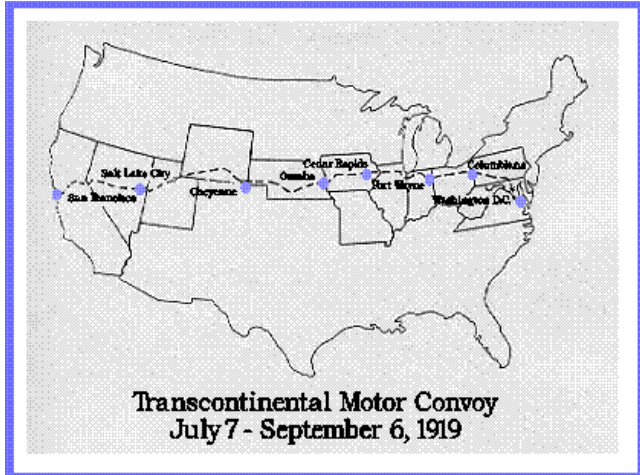 Cedar Rapids
Columbiana
Salt Lake City
Omaha
Fort Wayne
Cheyenne
San Francisco
Washington D.C.
Transcontinental Motor Convoy
July 7 - September 6, 1919